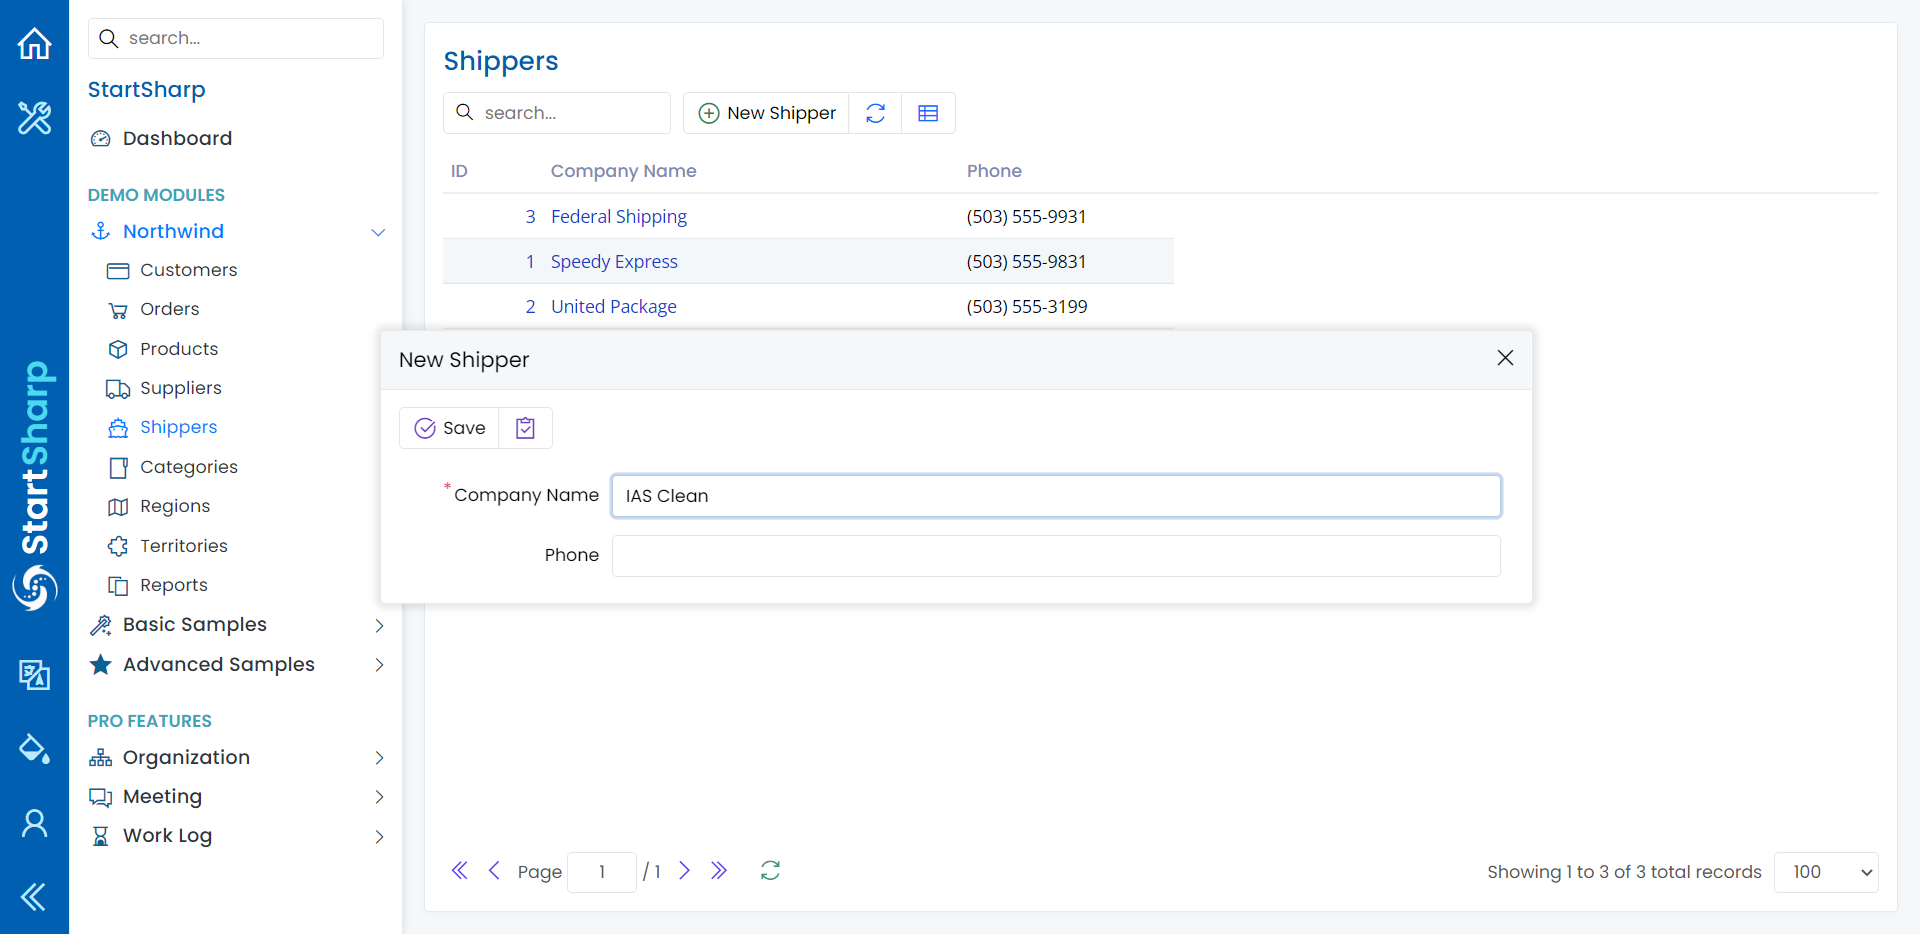 StartSharp
search...
StartSharp
Dashboard
DEMO MODULES
Northwind
Customers
Orders
Products
Suppliers
Shippers
Categories
Regions
Territories
Reports
Basic Samples
Advanced Samples
PRO FEATURES
Organization
Meeting
Work Log
Shippers
search...
New Shipper
ID Company Name Phone
3 Federal Shipping (503) 555-9931
1 Speedy Express (503) 555-9831
2 United Package (503) 555-3199
New Shipper
Save
*Company Name IAS Clean
Phone
Page 1 / 1
Showing 1 to 3 of 3 total records 100